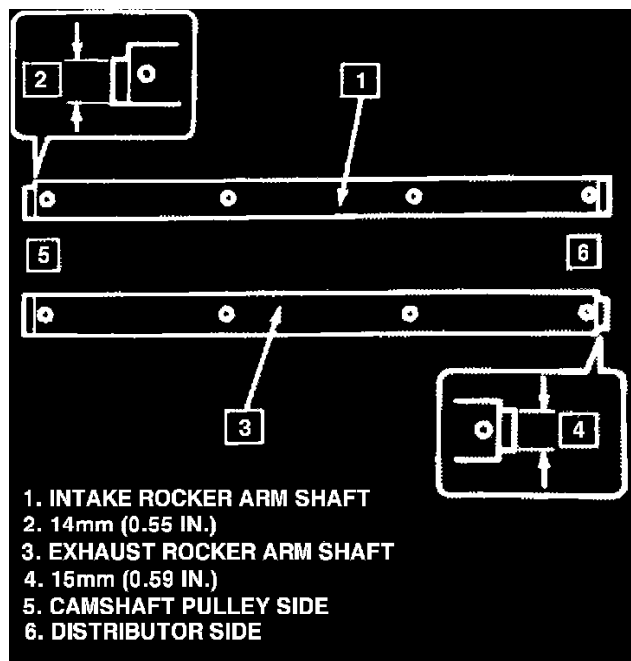 2
1
5
6
3
4
1. INTAKE ROCKER ARM SHAFT
2. 14mm (0.55 IN.)
3. EXHAUST ROCKER ARM SHAFT
4. 15mm (0.59 IN.)
5. CAMSHAFT PULLEY SIDE
6. DISTRIBUTOR SIDE